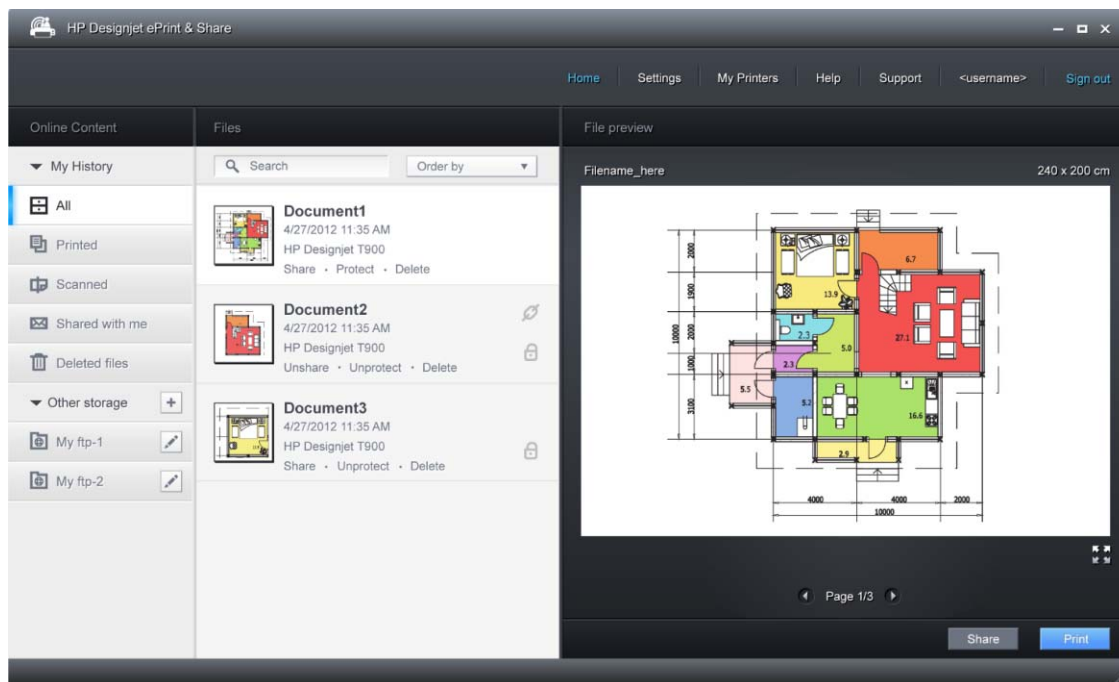 HP Designjet ePrint & Share
Home Settings My Printers Help Support <username> Sign out
Online Content
My History
All
Printed
Scanned
Shared with me
Deleted files
Other storage
My ftp-1
My ftp-2
Files
Search Order by
Document1
4/27/2012 11:35 AM
HP Designjet T900
Share • Protect • Delete
Document2
4/27/2012 11:35 AM
HP Designjet T900
Unshare • Unprotect • Delete
Document3
4/27/2012 11:35 AM
HP Designjet T900
Share • Unprotect • Delete
File preview
Filename_here 240 x 200 cm
2000
6.7
1900
13.9
10000
2000
2.3
5.0
27.1
1000
2.3
5.5
5.2
3100
16.6
2.9
4000 4000 2000
10000
Page 1/3
Share Print